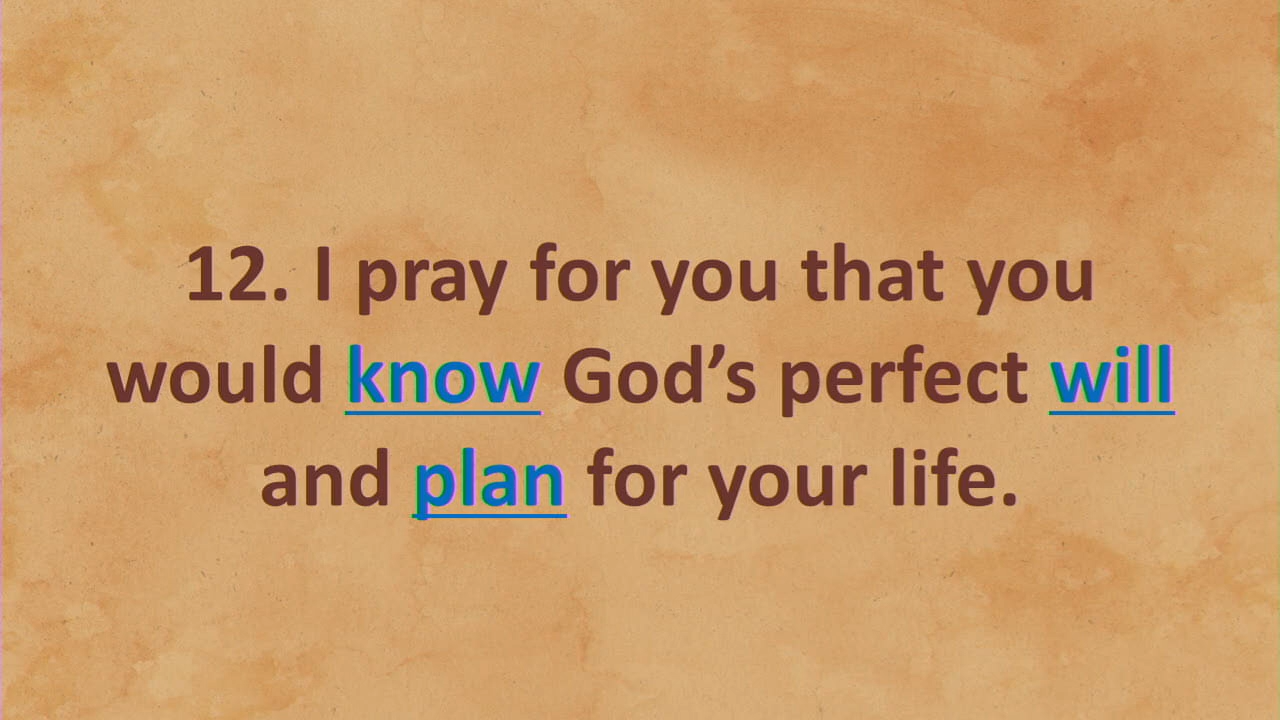 12. I pray for you that you
would know God’s perfect will
and plan for your life.